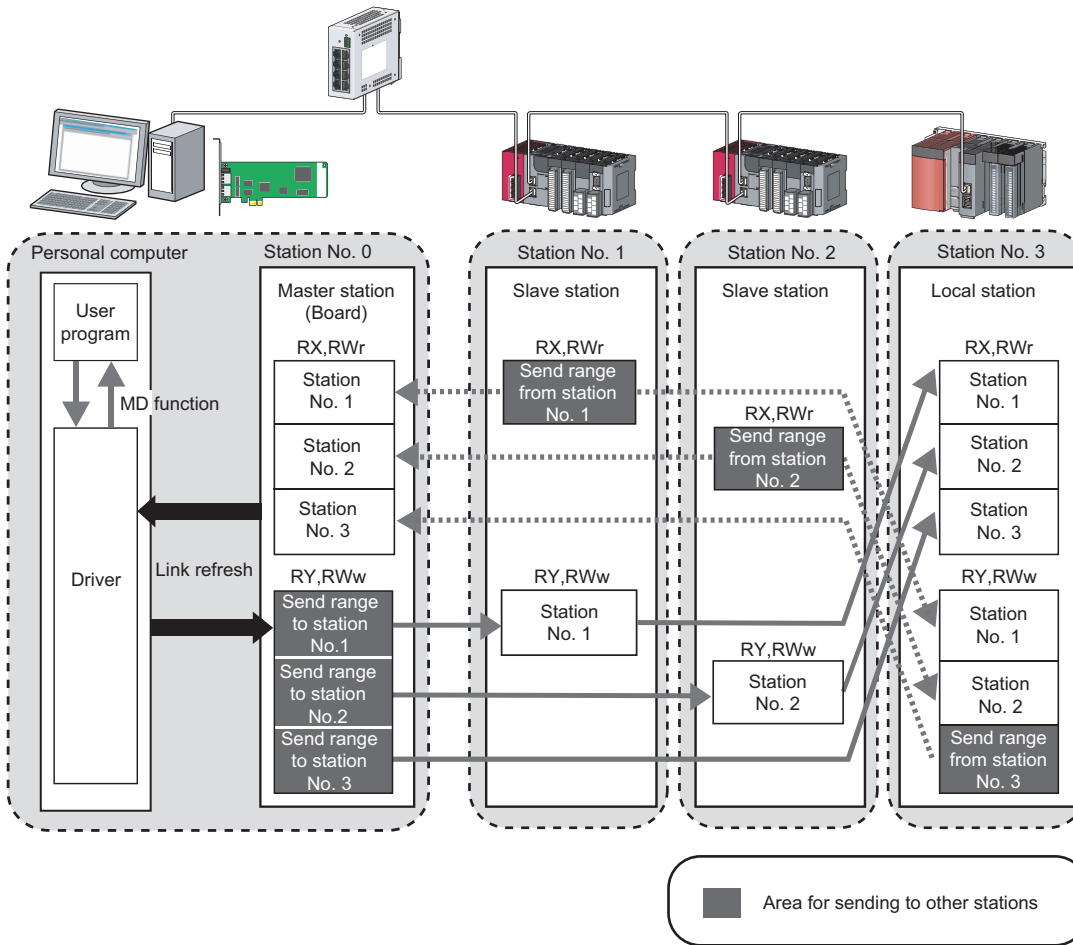 Personal computer
User
program
MD function
Driver
Link refresh
Station No. 0
Master station
(Board)
RX,RWr
Station
No. 1
Station
No. 2
Station
No. 3
RY,RWw
Send range
to station
No.1
Send range
to station
No.2
Send range
to station
No. 3
Station No. 1
Slave station
RX,RWr
Send range
from station
No. 1
RY,RWw
Station
No. 1
Station No. 2
Slave station
RX,RWr
Send range
from station
No. 2
RY,RWw
Station
No. 2
Station No. 3
Local station
RX,RWr
Station
No. 1
Station
No. 2
Station
No. 3
RY,RWw
Station
No. 1
Station
No. 2
Send range
from station
No. 3
Area for sending to other stations